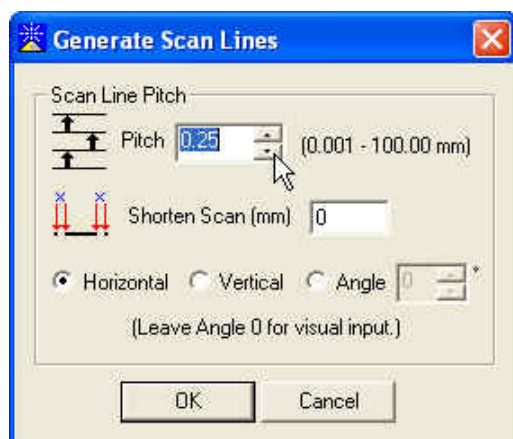 Generate Scan Lines
Scan Line Pitch
Pitch 0.25 (0.001 - 100.00 mm)
x x
Shorten Scan (mm) 0
Horizontal Vertical Angle 0 °
(Leave Angle 0 for visual input.)
OK Cancel